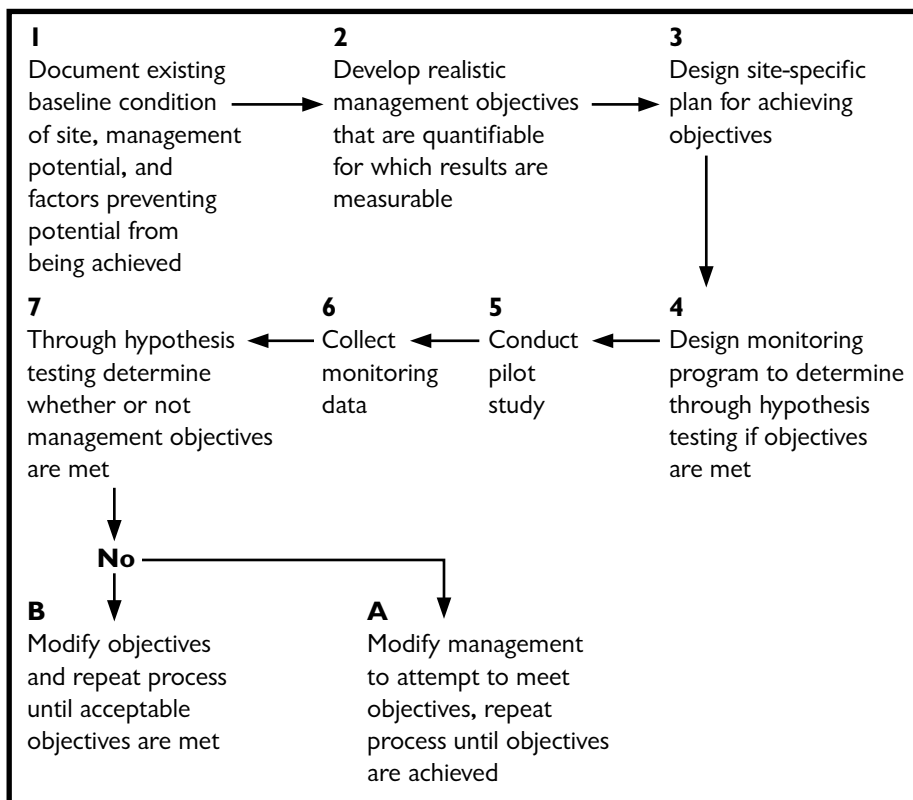 1
Document existing
baseline condition
of site, management
potential, and
factors preventing
potential from
being achieved
2
Develop realistic
management objectives
that are quantifiable
for which results are
measurable
3
Design site-specific
plan for achieving
objectives
4
Design monitoring
program to determine
through hypothesis
testing if objectives
are met
5
Conduct
pilot
study
6
Collect
monitoring
data
7
Through hypothesis
testing determine
whether or not
management objectives
are met
No
B
Modify objectives
and repeat process
until acceptable
objectives are met
A
Modify management
to attempt to meet
objectives, repeat
process until objectives
are achieved